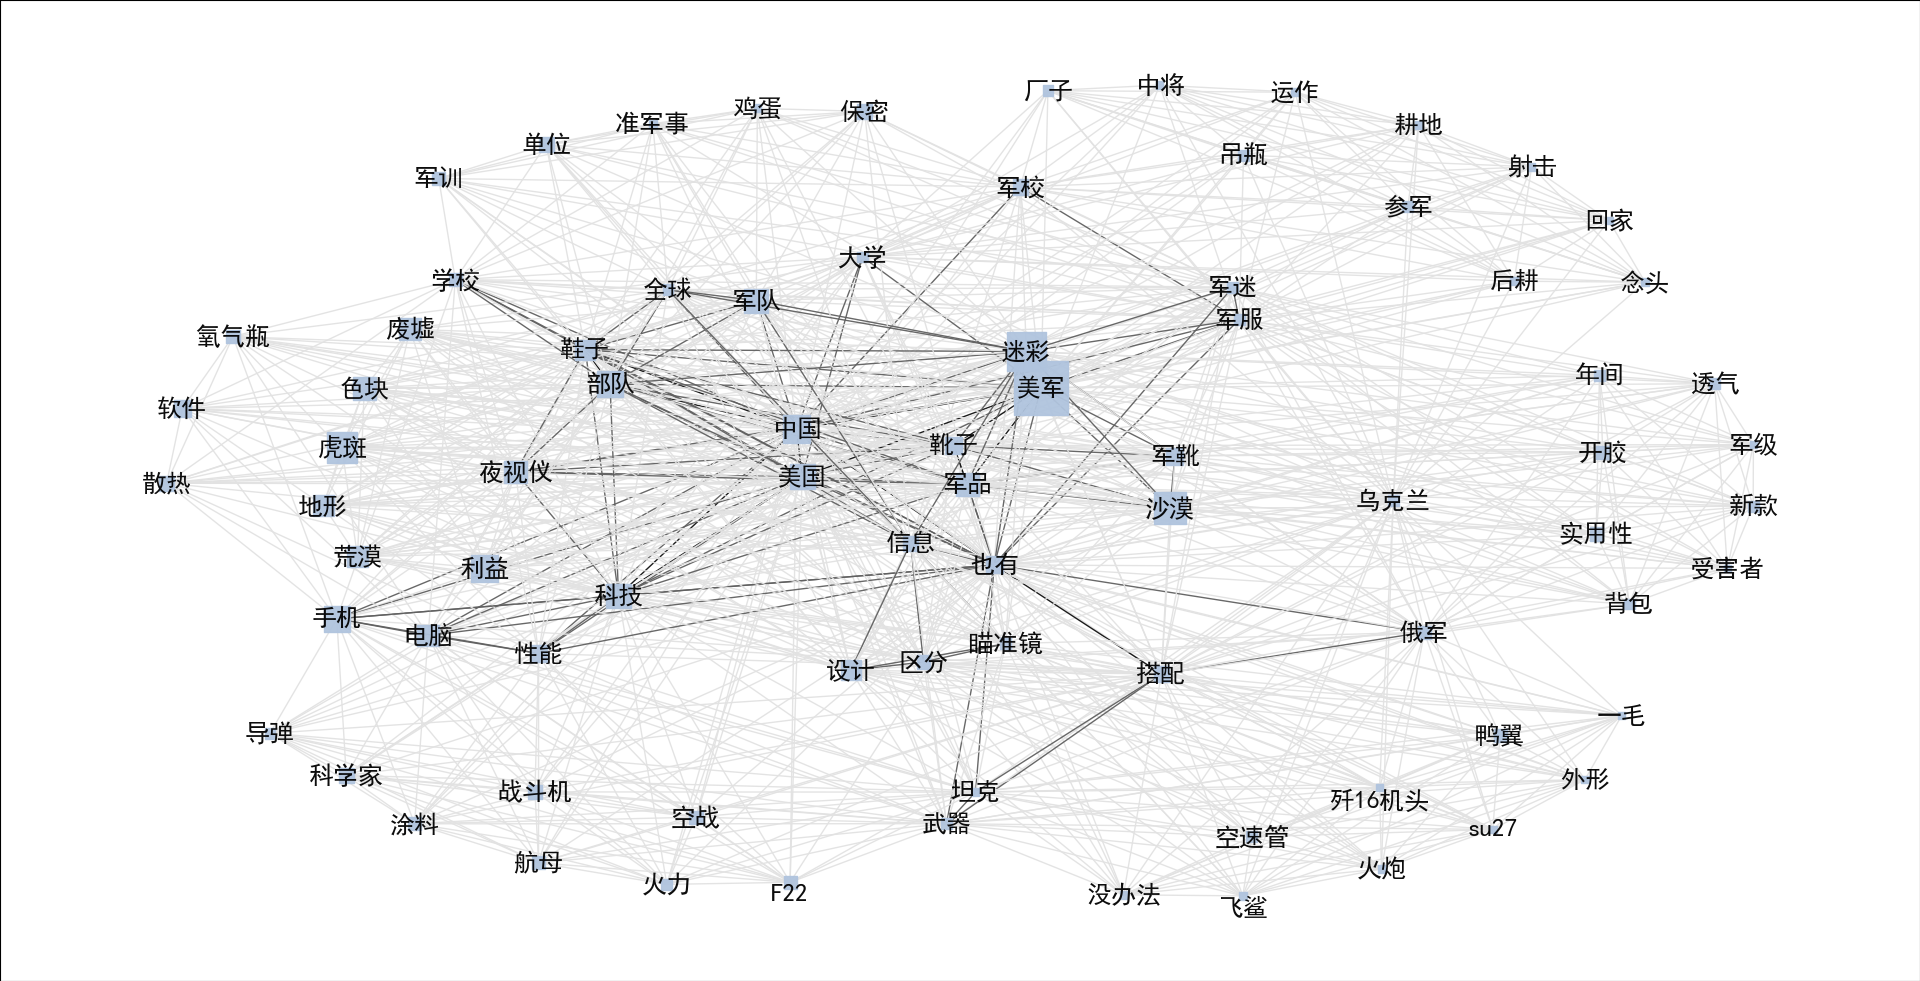 厂子
中将
运作
鸡蛋
保密
准军事
耕地
单位
吊瓶
射击
军训
军校
参军
回家
大学
学校
后耕
念头
全球
军迷
军队
军服
废墟
氧气瓶
鞋子
迷彩
年间
部队
透气
色块
美军
软件
中国
靴子
军级
虎斑
开胶
军靴
夜视仪
美国
散热
军品
乌克兰
地形
新款
沙漠
实用性
信息
荒漠
也有
利益
受害者
科技
背包
手机
俄军
电脑
瞄准镜
性能
区分
设计
搭配
一毛
导弹
鸭翼
科学家
外形
战斗机
坦克
歼16机头
空战
武器
涂料
su27
空速管
航母
火炮
火力
F22
没办法
飞鲨